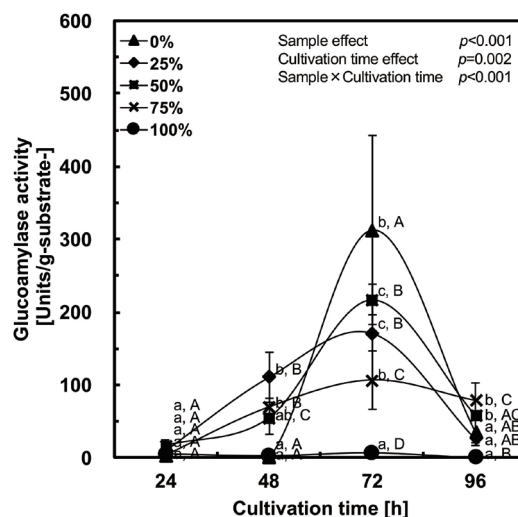 0%
25%
50%
75%
100%
Sample effect p<0.001
Cultivation time effect p=0.002
Sample × Cultivation time p<0.001
Glucoamylase activity
[Units/g-substrate-]
600
500
400
300
200
100
0
b, A
c, B
c, B
b, C
a, D
b, B
b, B
ab, C
a, A
a, A
a, A
a, A
a, A
a, A
a, A
b, C
b, AC
a, AB
a, AB
a, B
24 48 72 96
Cultivation time [h]